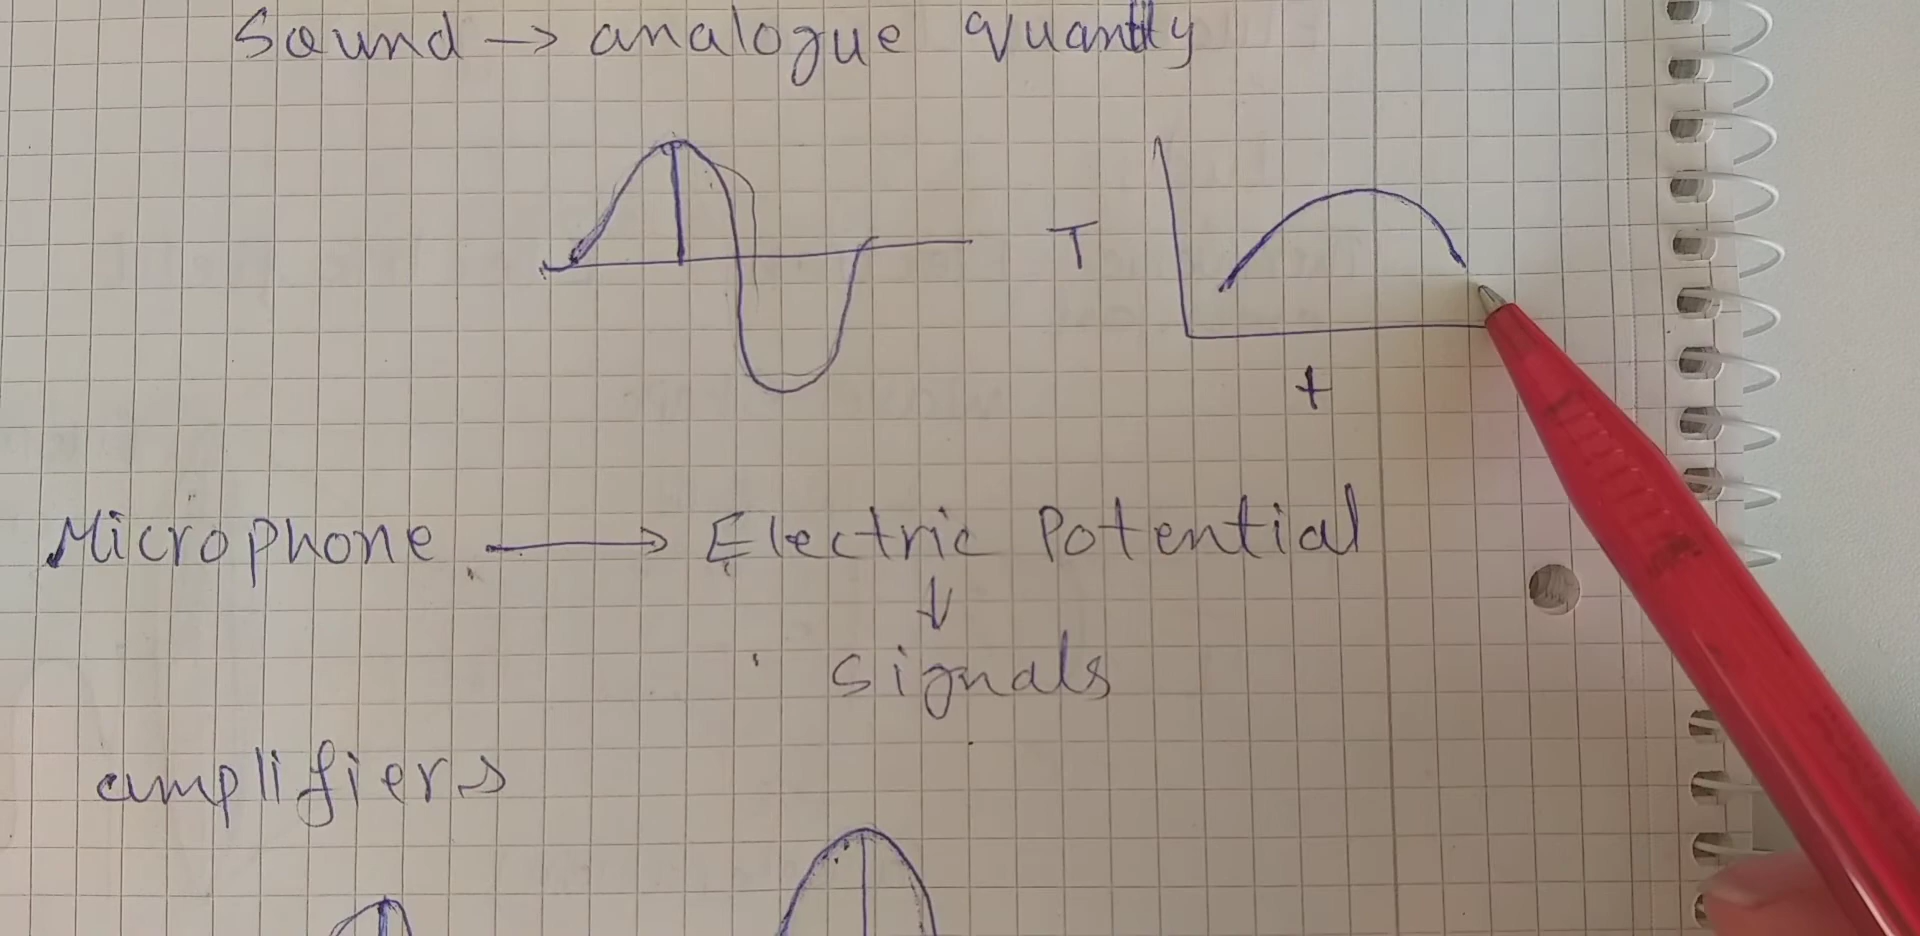 Sound → analogue quantity
T
t
Microphone → Electric Potential
↓
signals
amplifiers